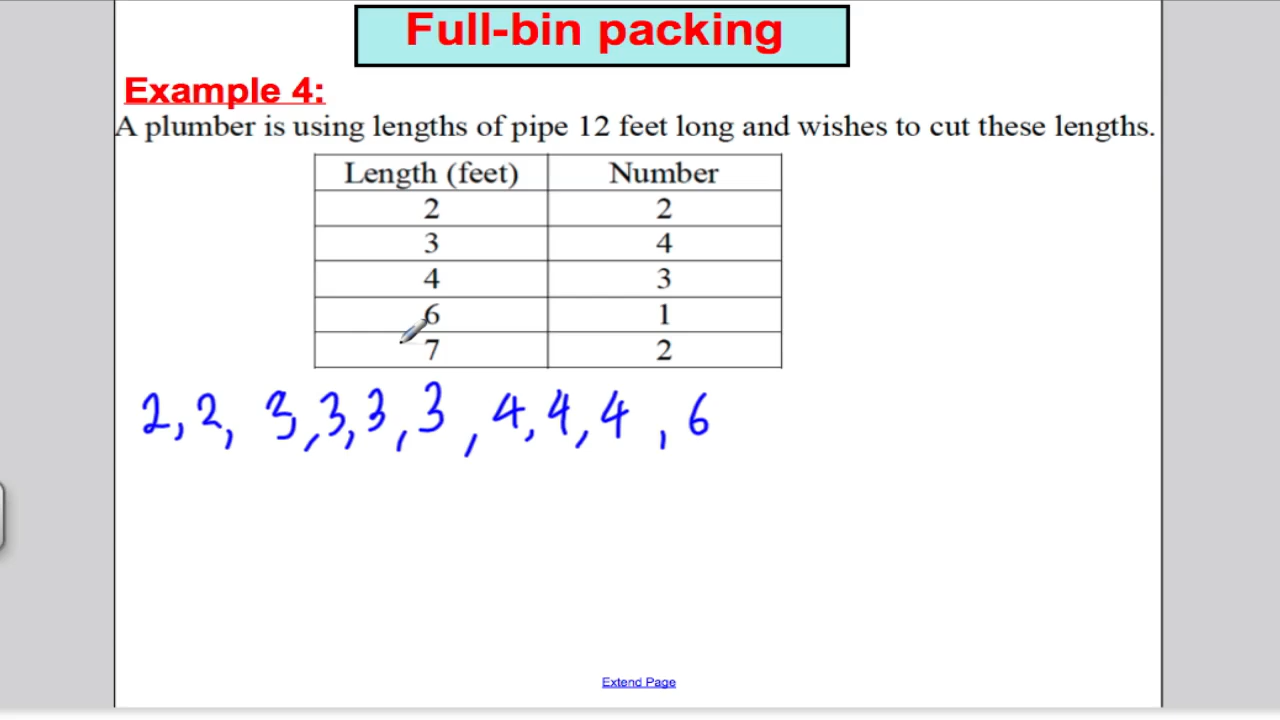 Full-bin packing
Example 4:
A plumber is using lengths of pipe 12 feet long and wishes to cut these lengths.
Length (feet) Number
2 2
3 4
4 3
6 1
7 2
2, 2, 3, 3, 3, 3, 4, 4, 4, 6
Extend Page